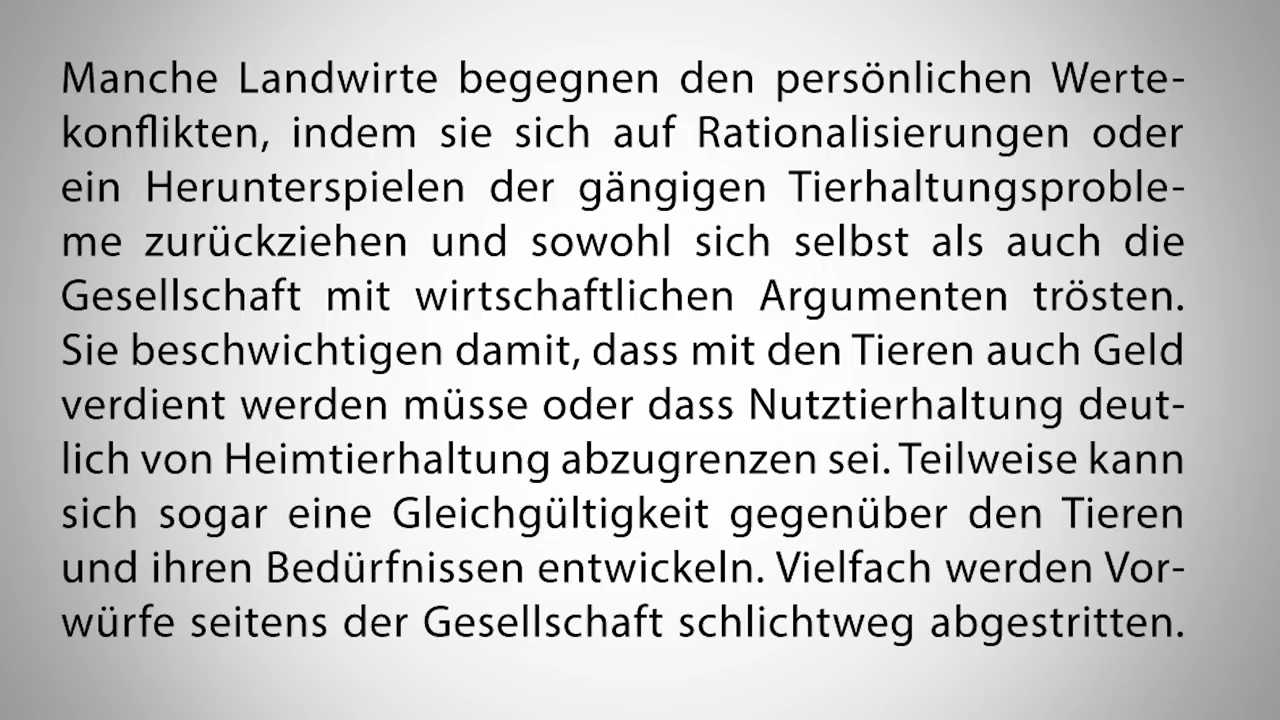 Manche Landwirte begegnen den persönlichen Werte-
konflikten, indem sie sich auf Rationalisierungen oder
ein Herunterspielen der gängigen Tierhaltungsproble-
me zurückziehen und sowohl sich selbst als auch die
Gesellschaft mit wirtschaftlichen Argumenten trösten.
Sie beschwichtigen damit, dass mit den Tieren auch Geld
verdient werden müsse oder dass Nutztierhaltung deut-
lich von Heimtierhaltung abzugrenzen sei. Teilweise kann
sich sogar eine Gleichgültigkeit gegenüber den Tieren
und ihren Bedürfnissen entwickeln. Vielfach werden Vor-
würfe seitens der Gesellschaft schlichtweg abgestritten.